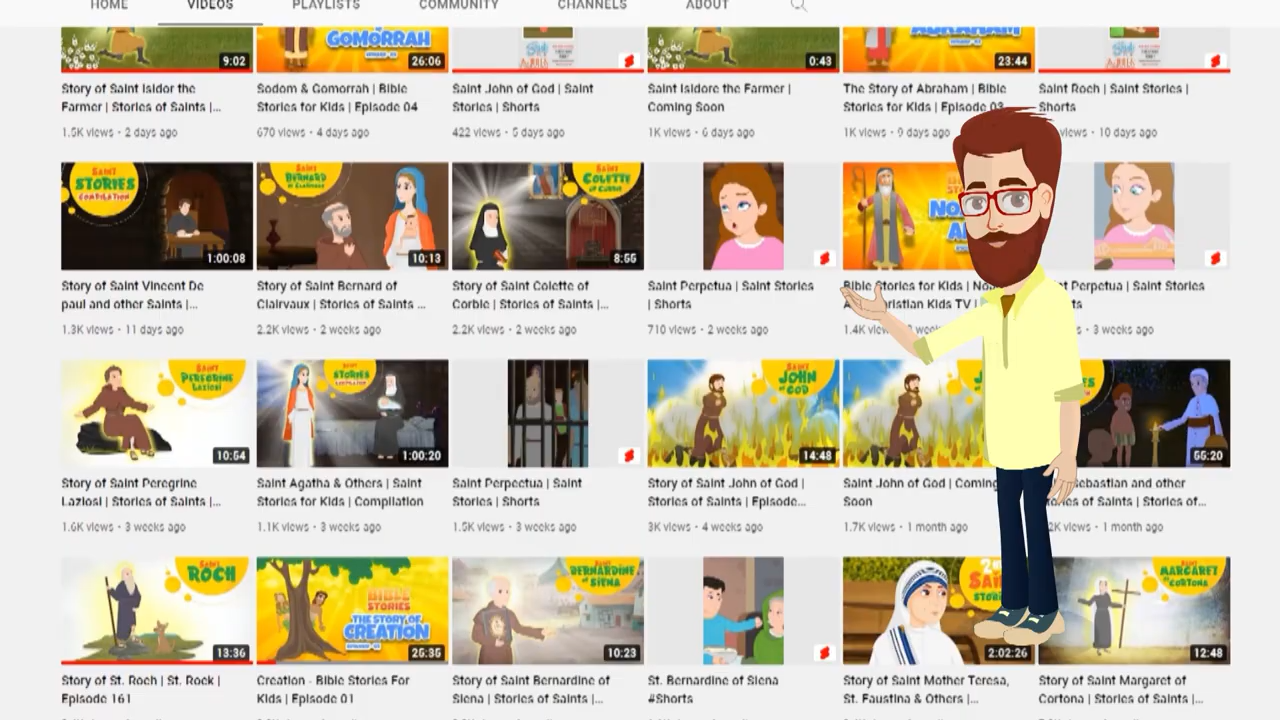 HOME VIDEOS PLAYLISTS COMMUNITY CHANNELS ABOUT
GOMORRAH
9:02
26:06
0:43
23:44
Story of Saint Isidor the
Farmer | Stories of Saints |...
1.5K views • 2 days ago
Sodom & Gomorrah | Bible
Stories for Kids | Episode 04
670 views • 4 days ago
Saint John of God | Saint
Stories | Shorts
422 views • 5 days ago
Saint Isidore the Farmer |
Coming Soon
1K views • 6 days ago
The Story of Abraham | Bible
Stories for Kids | Episode 03
1K views • 9 days ago
Saint Roch | Saint Stories |
Shorts
views • 10 days ago
SAINT
STORIES
COMPILATION
1:00:08
SAINT
BERNARD
OF CLAIRVAUX
10:13
SAINT
COLETTE
OF CORBIE
8:55
Story of Saint Vincent De
paul and other Saints |...
1.3K views • 11 days ago
Story of Saint Bernard of
Clairvaux | Stories of Saints ...
2.2K views • 2 weeks ago
Story of Saint Colette of
Corbie | Stories of Saints |...
2.2K views • 2 weeks ago
Saint Perpetua | Saint Stories
| Shorts
710 views • 2 weeks ago
Bible Stories for Kids |
Christian Kids TV |
1.4K
Perpetua | Saint Stories
• 3 weeks ago
SAINT
PEREGRINE
LAZIOSI
10:54
SAINT
STORIES
COMPILATION
1:00:20
SAINT
JOHN
OF GOD
14:48
55:20
Story of Saint Peregrine
Laziosi | Stories of Saints |...
1.6K views • 3 weeks ago
Saint Agatha & Others | Saint
Stories for Kids | Compilation
1.1K views • 3 weeks ago
Saint Perpectua | Saint
Stories | Shorts
1.5K views • 3 weeks ago
Story of Saint John of God |
Stories of Saints | Episode...
3K views • 4 weeks ago
Saint John of God | Coming
Soon
1.7K views • 1 month ago
Sebastian and other
of Saints | Stories of...
views • 1 month ago
SAINT
ROCH
13:36
BIBLE
STORIES
THE STORY OF
CREATION
25:35
SAINT
BERNARDINE
OF SIENA
10:23
2:02:26
SAINT
MARGARET
OF CORTONA
12:48
Story of St. Roch | St. Rock |
Episode 161
Creation - Bible Stories For
Kids | Episode 01
Story of Saint Bernardine of
Siena | Stories of Saints |...
St. Bernardine of Siena
#Shorts
Story of Saint Mother Teresa,
St. Faustina & Others |...
Story of Saint Margaret of
Cortona | Stories of Saints |...